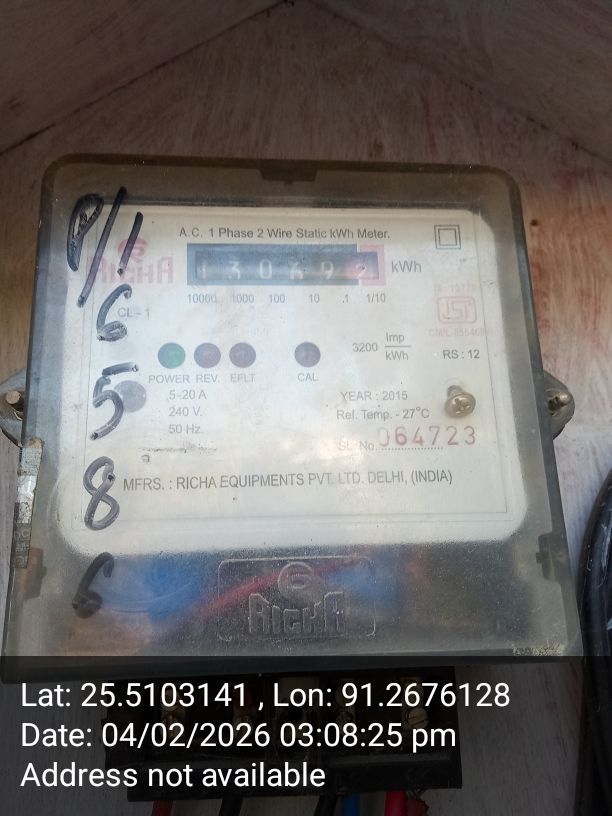 A.C. 1 Phase 2 Wire Static kWh Meter.
RICHA
130692 kWh
10000 1000 100 10 .1 1/10
CL-1
3200 Imp/kWh
RS : 12
POWER REV. EFLT CAL
5-20 A
240 V.
50 Hz.
YEAR : 2015
Ref. Temp. - 27°C
SL. No. 064723
MFRS. : RICHA EQUIPMENTS PVT. LTD. DELHI, (INDIA)
RICHA
P/1
6
5
8
6
Lat: 25.5103141 , Lon: 91.2676128
Date: 04/02/2026 03:08:25 pm
Address not available